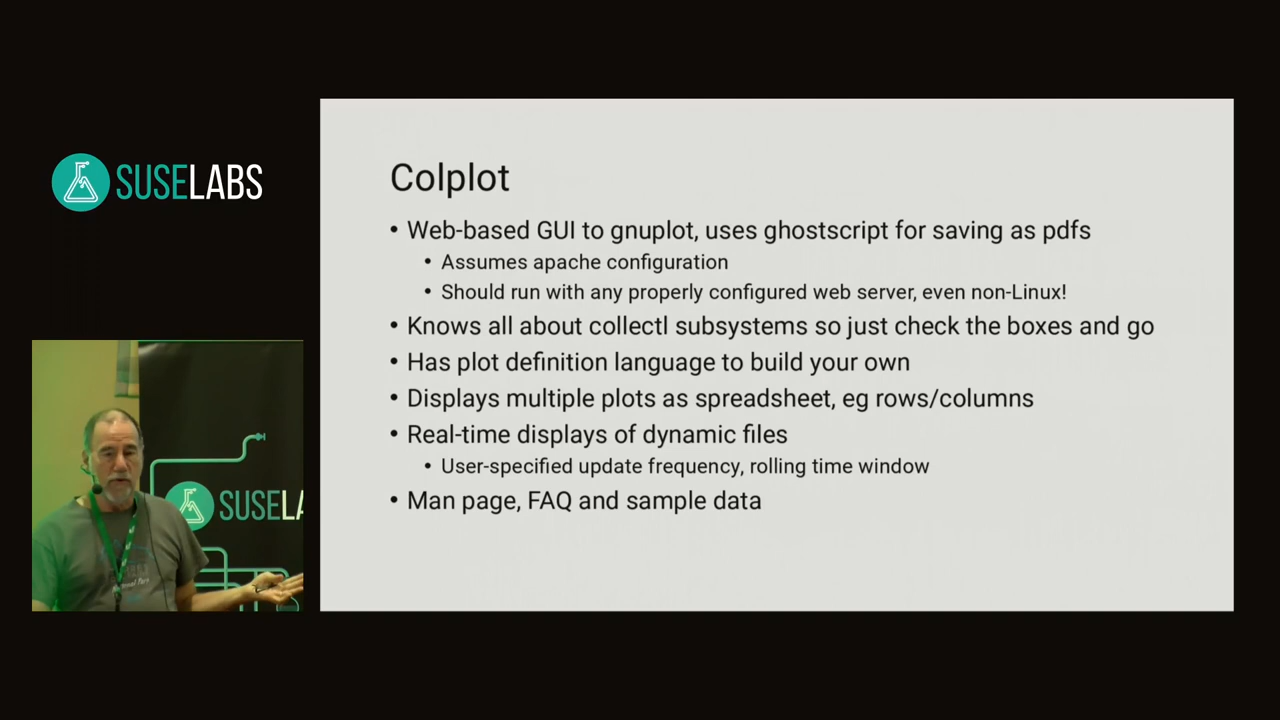 SUSELABS
Colplot
• Web-based GUI to gnuplot, uses ghostscript for saving as pdfs
• Assumes apache configuration
• Should run with any properly configured web server, even non-Linux!
• Knows all about collectl subsystems so just check the boxes and go
• Has plot definition language to build your own
• Displays multiple plots as spreadsheet, eg rows/columns
• Real-time displays of dynamic files
• User-specified update frequency, rolling time window
• Man page, FAQ and sample data
SUSELA